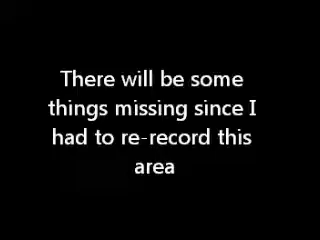 There will be some
things missing since I
had to re-record this
area